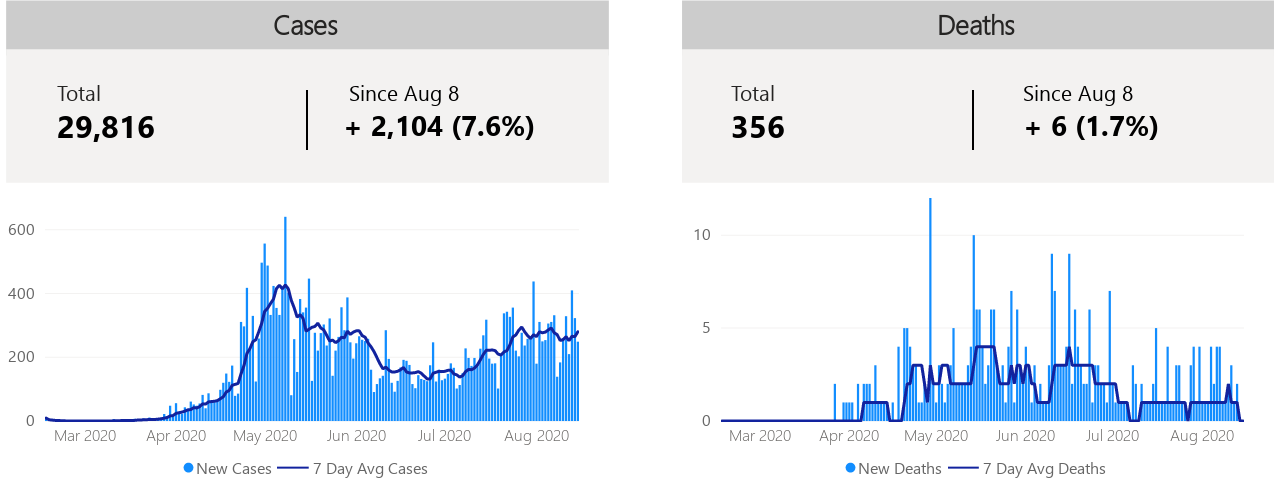 Cases
Total
29,816
Since Aug 8
+ 2,104 (7.6%)
600
400
200
0
Mar 2020 Apr 2020 May 2020 Jun 2020 Jul 2020 Aug 2020
New Cases 7 Day Avg Cases
Deaths
Total
356
Since Aug 8
+ 6 (1.7%)
10
5
0
Mar 2020 Apr 2020 May 2020 Jun 2020 Jul 2020 Aug 2020
New Deaths 7 Day Avg Deaths